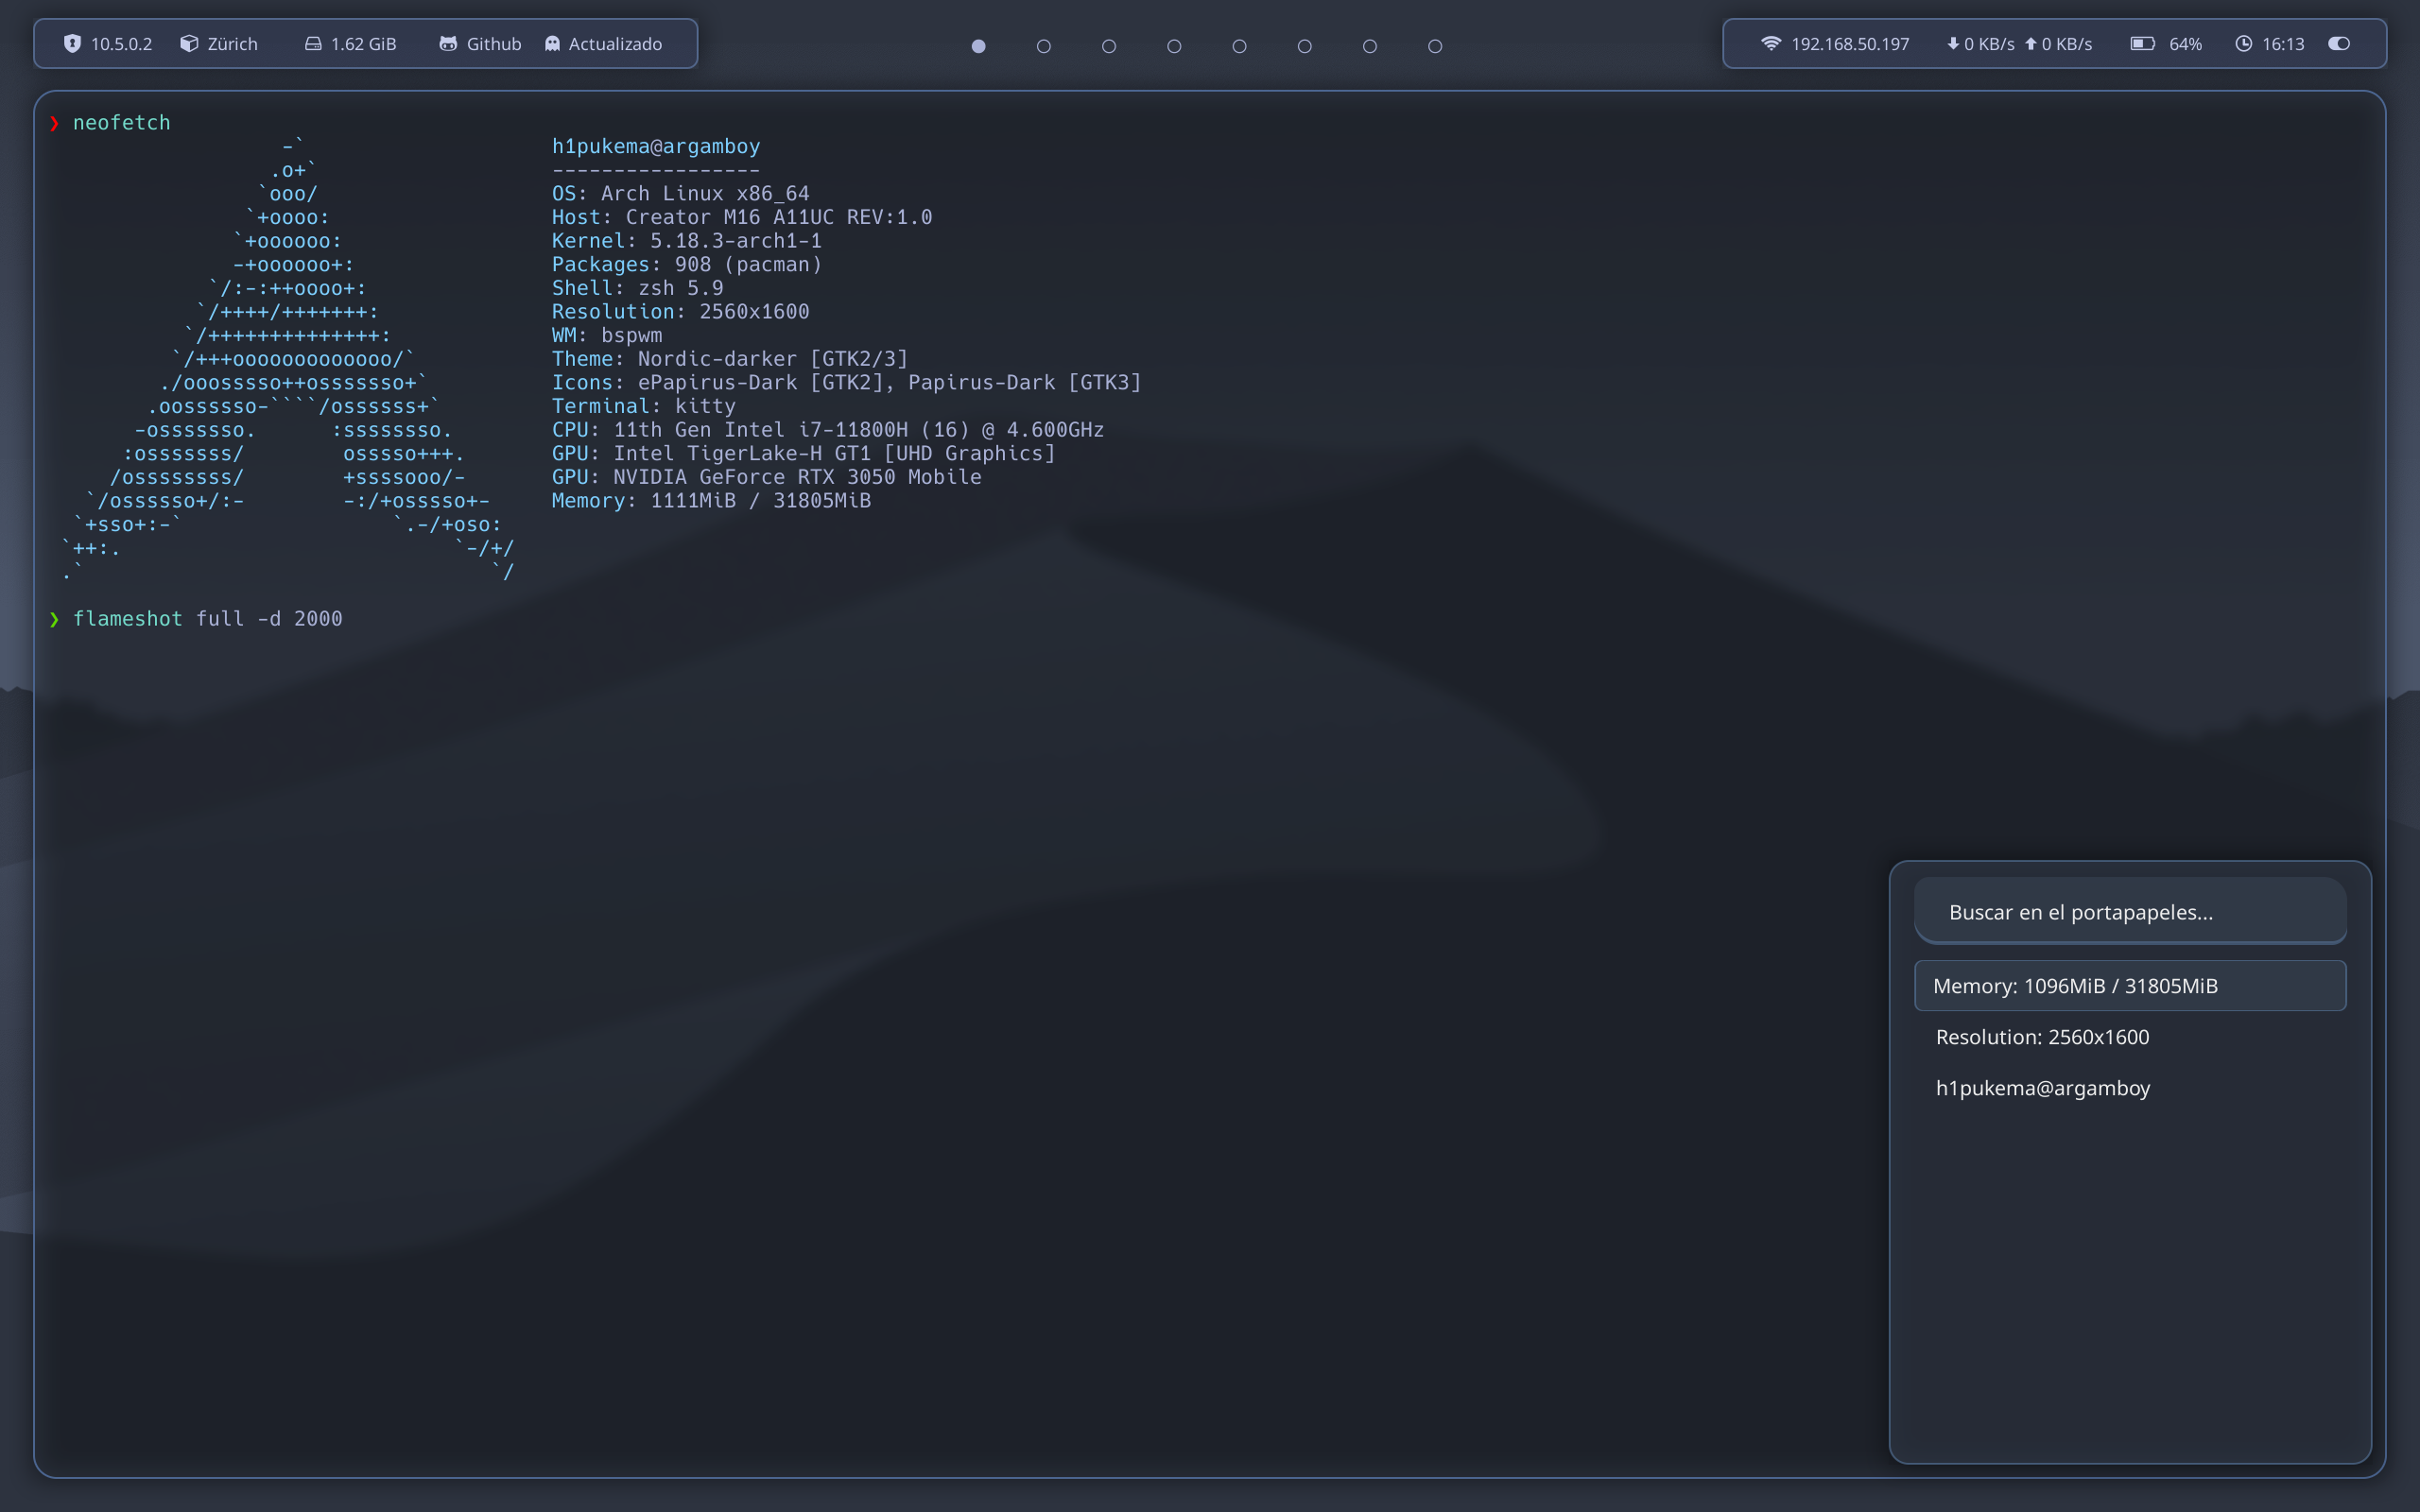 10.5.0.2 Zürich 1.62 GiB Github Actualizado
192.168.50.197 0 KB/s 0 KB/s 64% 16:13
❯ neofetch
                   -`
                  .o+`
                 `ooo/
                `+oooo:
               `+oooooo:
               -+oooooo+:
             `/:-:++oooo+:
            `/++++/+++++++:
           `/++++++++++++++:
          `/+++ooooooooooooo/`
         ./ooosssso++osssssso+`
        .oossssso-````/ossssss+`
       -osssssso.      :ssssssso.
      :osssssss/        osssso+++.
     /ossssssss/        +ssssooo/-
   `/ossssso+/:-        -:/+osssso+-
  `+sso+:-`                 `.-/+oso:
 `++:.                           `-/+/
 .`                                 `/
h1pukema@argamboy
-----------------
OS: Arch Linux x86_64
Host: Creator M16 A11UC REV:1.0
Kernel: 5.18.3-arch1-1
Packages: 908 (pacman)
Shell: zsh 5.9
Resolution: 2560x1600
WM: bspwm
Theme: Nordic-darker [GTK2/3]
Icons: ePapirus-Dark [GTK2], Papirus-Dark [GTK3]
Terminal: kitty
CPU: 11th Gen Intel i7-11800H (16) @ 4.600GHz
GPU: Intel TigerLake-H GT1 [UHD Graphics]
GPU: NVIDIA GeForce RTX 3050 Mobile
Memory: 1111MiB / 31805MiB
❯ flameshot full -d 2000
Buscar en el portapapeles...
Memory: 1096MiB / 31805MiB
Resolution: 2560x1600
h1pukema@argamboy